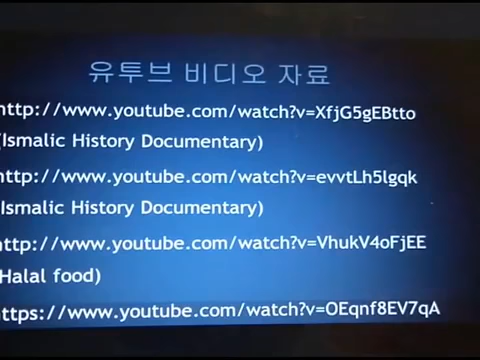 유투브 비디오 자료
http://www.youtube.com/watch?v=XfjG5gEBtto
(Ismalic History Documentary)
http://www.youtube.com/watch?v=evvtLh5lgqk
(Ismalic History Documentary)
http://www.youtube.com/watch?v=VhukV4oFjEE
(Halal food)
https://www.youtube.com/watch?v=OEqnf8EV7qA